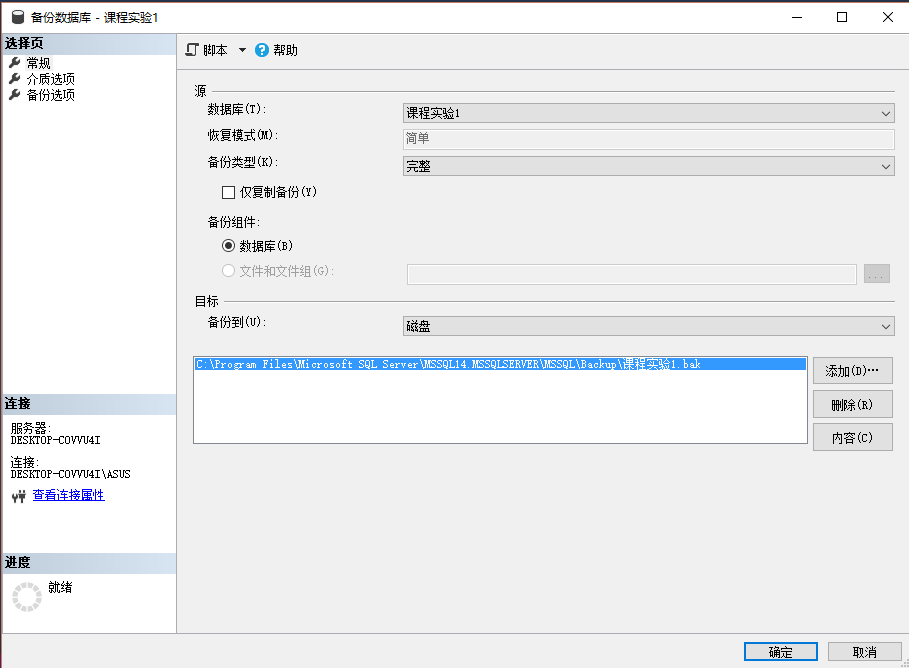 备份数据库 - 课程实验1
选择页
常规
介质选项
备份选项
脚本
帮助
源
数据库(T):
课程实验1
恢复模式(M):
简单
备份类型(K):
完整
仅复制备份(Y)
备份组件:
数据库(B)
文件和文件组(G):
...
目标
备份到(U):
磁盘
C:\Program Files\Microsoft SQL Server\MSSQL14.MSSQLSERVER\MSSQL\Backup\课程实验1.bak
添加(D)…
删除(R)
内容(C)
连接
服务器:
DESKTOP-COVVU4I
连接:
DESKTOP-COVVU4I\ASUS
查看连接属性
进度
就绪
确定
取消